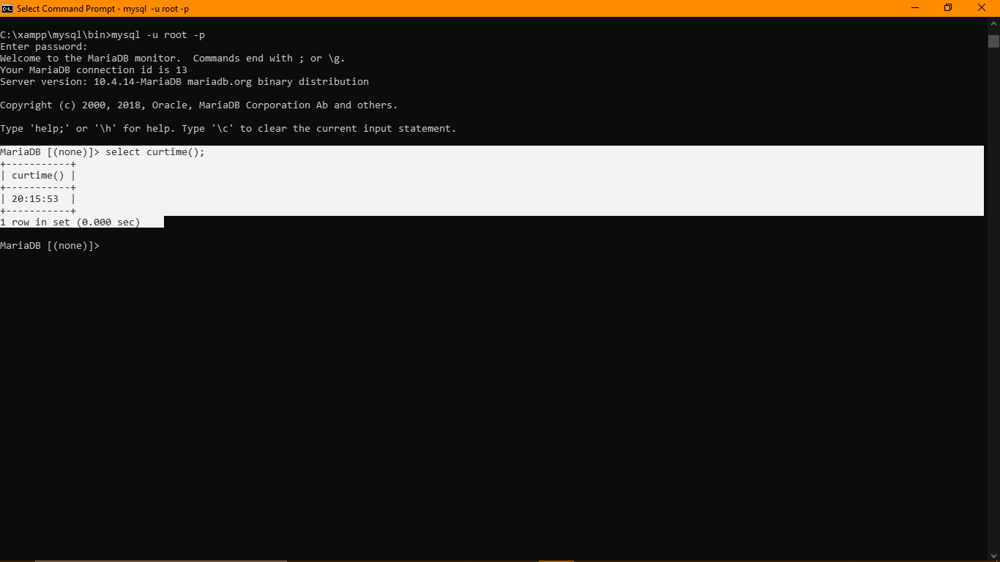 Select Command Prompt - mysql  -u root -p
C:\xampp\mysql\bin>mysql -u root -p
Enter password:
Welcome to the MariaDB monitor.  Commands end with ; or \g.
Your MariaDB connection id is 13
Server version: 10.4.14-MariaDB mariadb.org binary distribution
Copyright (c) 2000, 2018, Oracle, MariaDB Corporation Ab and others.
Type 'help;' or '\h' for help. Type '\c' to clear the current input statement.
MariaDB [(none)]> select curtime();
+-----------+
| curtime() |
+-----------+
| 20:15:53  |
+-----------+
1 row in set (0.000 sec)
MariaDB [(none)]>